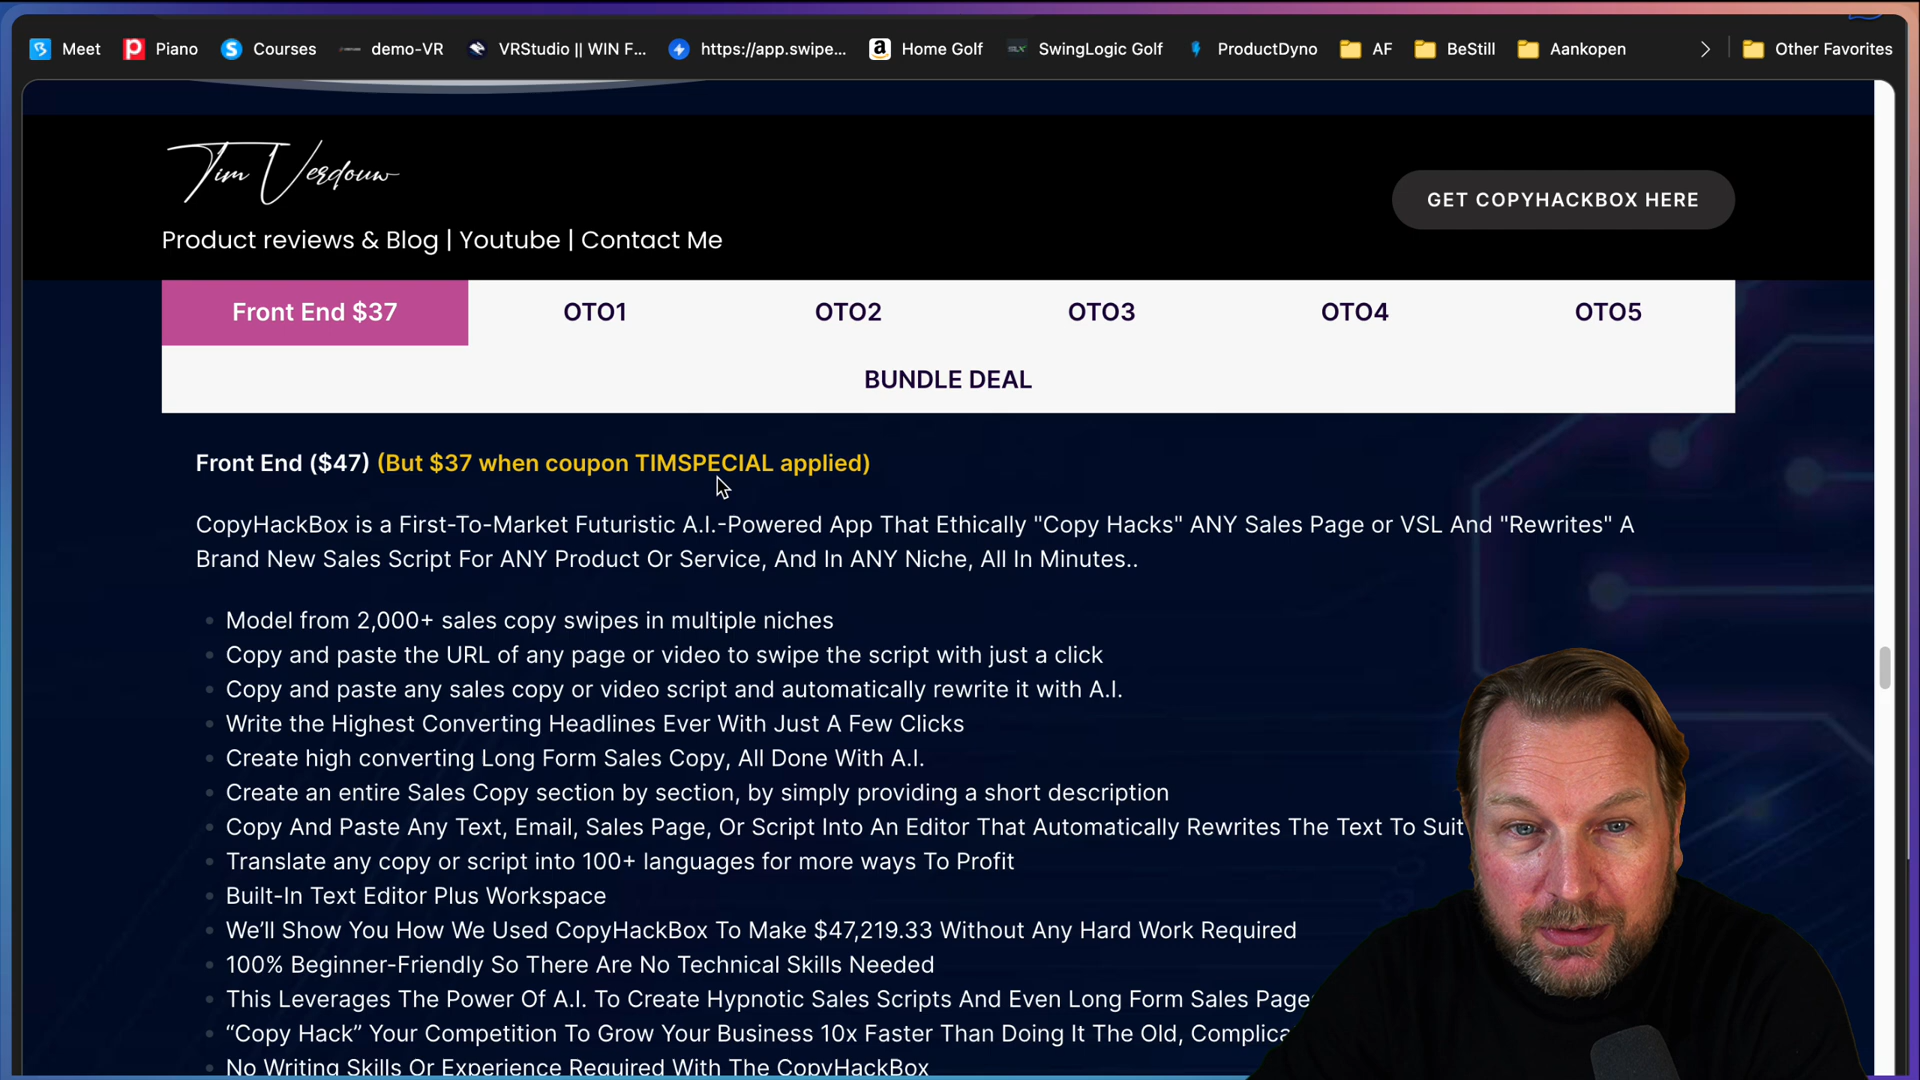 Meet Piano Courses demo-VR VRStudio || WIN F... https://app.swipe... Home Golf SwingLogic Golf ProductDyno AF BeStill Aankopen Other Favorites
Tim Verdouw
GET COPYHACKBOX HERE
Product reviews & Blog | Youtube | Contact Me
Front End $37 OTO1 OTO2 OTO3 OTO4 OTO5
BUNDLE DEAL
Front End ($47) (But $37 when coupon TIMSPECIAL applied)
CopyHackBox is a First-To-Market Futuristic A.I.-Powered App That Ethically "Copy Hacks" ANY Sales Page or VSL And "Rewrites" A
Brand New Sales Script For ANY Product Or Service, And In ANY Niche, All In Minutes..
Model from 2,000+ sales copy swipes in multiple niches
Copy and paste the URL of any page or video to swipe the script with just a click
Copy and paste any sales copy or video script and automatically rewrite it with A.I.
Write the Highest Converting Headlines Ever With Just A Few Clicks
Create high converting Long Form Sales Copy, All Done With A.I.
Create an entire Sales Copy section by section, by simply providing a short description
Copy And Paste Any Text, Email, Sales Page, Or Script Into An Editor That Automatically Rewrites The Text To Suit
Translate any copy or script into 100+ languages for more ways To Profit
Built-In Text Editor Plus Workspace
We'll Show You How We Used CopyHackBox To Make $47,219.33 Without Any Hard Work Required
100% Beginner-Friendly So There Are No Technical Skills Needed
This Leverages The Power Of A.I. To Create Hypnotic Sales Scripts And Even Long Form Sales Page
“Copy Hack” Your Competition To Grow Your Business 10x Faster Than Doing It The Old, Complica
No Writing Skills Or Experience Required With The CopyHackBox